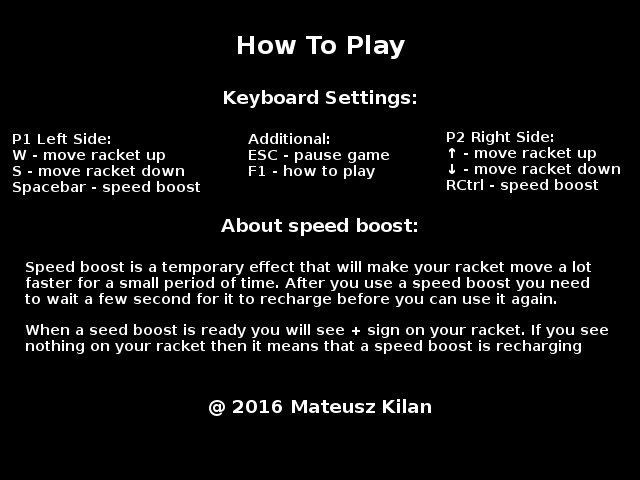 How To Play
Keyboard Settings:
P1 Left Side:
W - move racket up
S - move racket down
Spacebar - speed boost
Additional:
ESC - pause game
F1 - how to play
P2 Right Side:
↑ - move racket up
↓ - move racket down
RCtrl - speed boost
About speed boost:
Speed boost is a temporary effect that will make your racket move a lot
faster for a small period of time. After you use a speed boost you need
to wait a few second for it to recharge before you can use it again.
When a seed boost is ready you will see + sign on your racket. If you see
nothing on your racket then it means that a speed boost is recharging
@ 2016 Mateusz Kilan